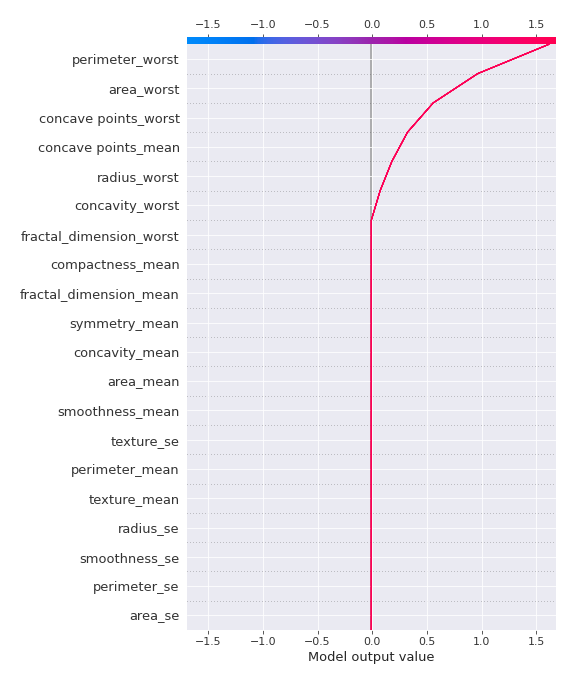 −1.5 −1.0 −0.5 0.0 0.5 1.0 1.5
perimeter_worst
area_worst
concave points_worst
concave points_mean
radius_worst
concavity_worst
fractal_dimension_worst
compactness_mean
fractal_dimension_mean
symmetry_mean
concavity_mean
area_mean
smoothness_mean
texture_se
perimeter_mean
texture_mean
radius_se
smoothness_se
perimeter_se
area_se
−1.5 −1.0 −0.5 0.0 0.5 1.0 1.5
Model output value